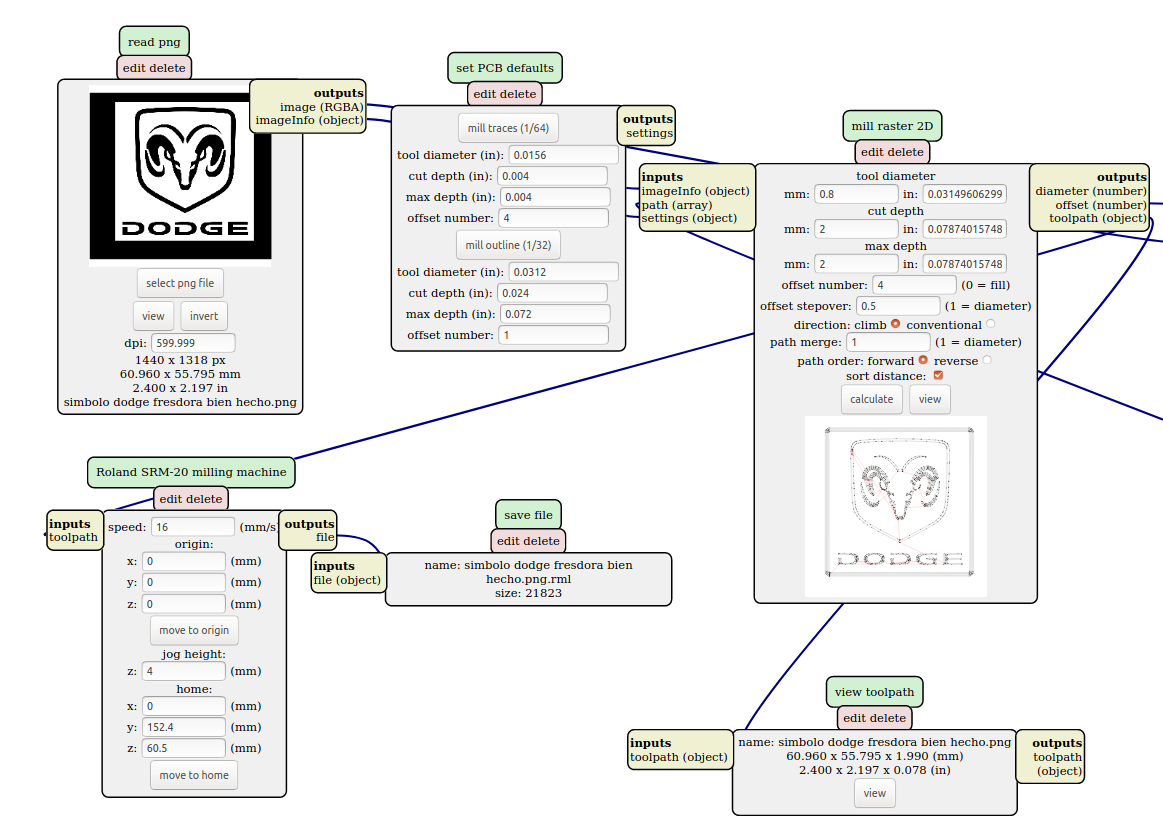 read png
edit delete
outputs
image (RGBA)
imageInfo (object)
DODGE
select png file
view invert
dpi: 599.999
1440 x 1318 px
60.960 x 55.795 mm
2.400 x 2.197 in
simbolo dodge fresdora bien hecho.png
set PCB defaults
edit delete
outputs
settings
mill traces (1/64)
tool diameter (in): 0.0156
cut depth (in): 0.004
max depth (in): 0.004
offset number: 4
mill outline (1/32)
tool diameter (in): 0.0312
cut depth (in): 0.024
max depth (in): 0.072
offset number: 1
mill raster 2D
edit delete
inputs
imageInfo (object)
path (array)
settings (object)
outputs
diameter (number)
offset (number)
toolpath (object)
tool diameter
mm: 0.8 in: 0.03149606299
cut depth
mm: 2 in: 0.07874015748
max depth
mm: 2 in: 0.07874015748
offset number: 4 (0 = fill)
offset stepover: 0.5 (1 = diameter)
direction: climb conventional
path merge: 1 (1 = diameter)
path order: forward reverse
sort distance:
calculate view
DODGE
Roland SRM-20 milling machine
edit delete
inputs
toolpath
outputs
file
speed: 16 (mm/s
origin:
x: 0 (mm)
y: 0 (mm)
z: 0 (mm)
move to origin
jog height:
z: 4 (mm)
home:
x: 0 (mm)
y: 152.4 (mm)
z: 60.5 (mm)
move to home
save file
edit delete
inputs
file (object)
name: simbolo dodge fresdora bien
hecho.png.rml
size: 21823
view toolpath
edit delete
inputs
toolpath (object)
outputs
toolpath
(object)
name: simbolo dodge fresdora bien hecho.png
60.960 x 55.795 x 1.990 (mm)
2.400 x 2.197 x 0.078 (in)
view